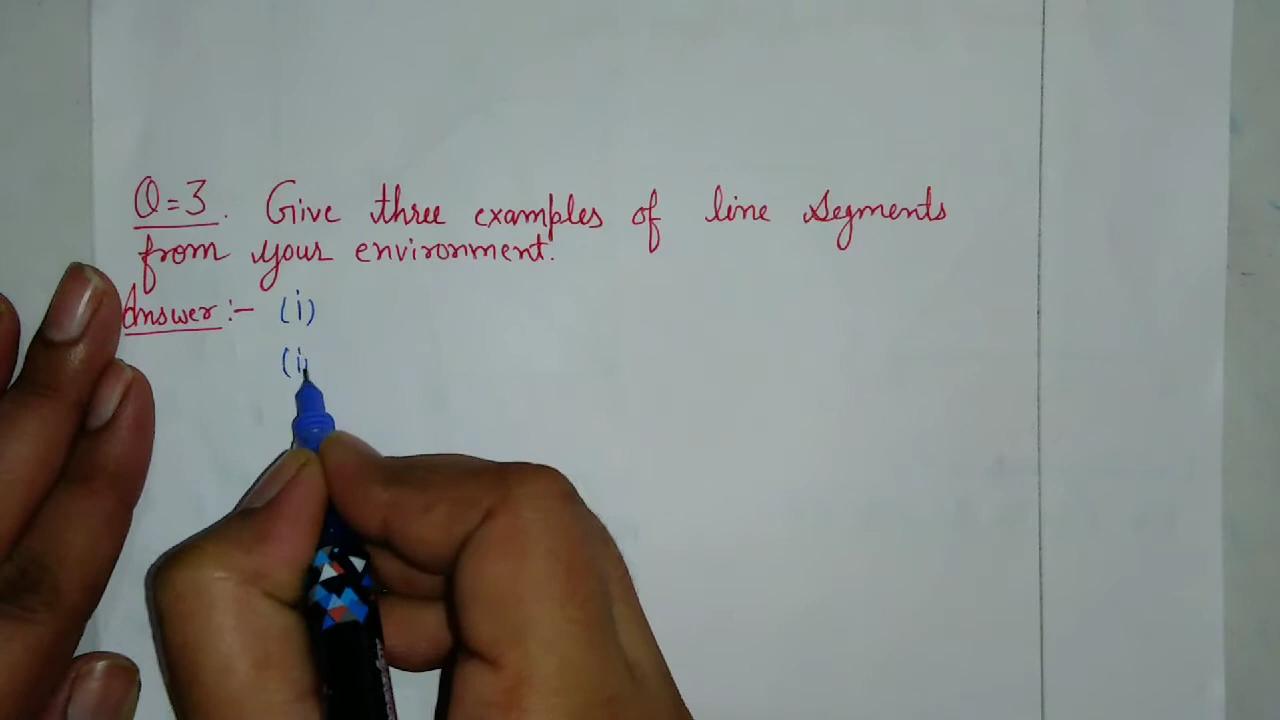 Q=3. Give three examples of line segments
from your environment.
Answer:- (i)
(i